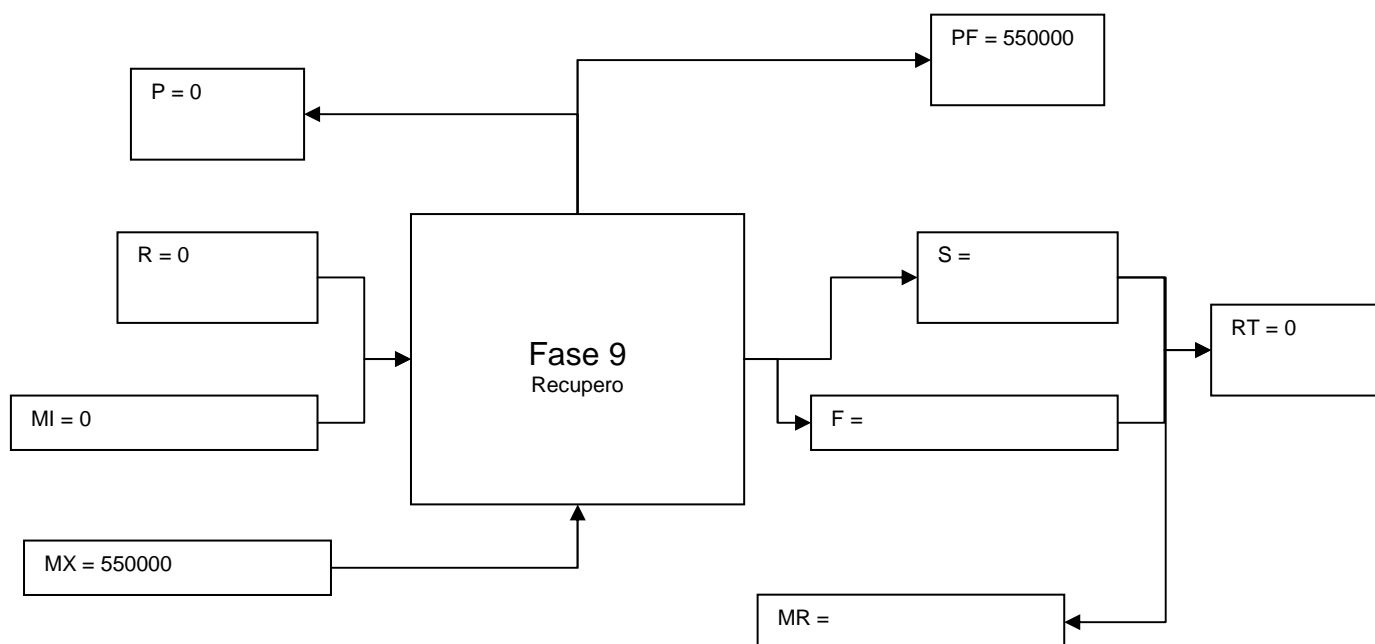 PF = 550000
P = 0
R = 0
S =
RT = 0
Fase 9
Recupero
MI = 0
F =
MX = 550000
MR =